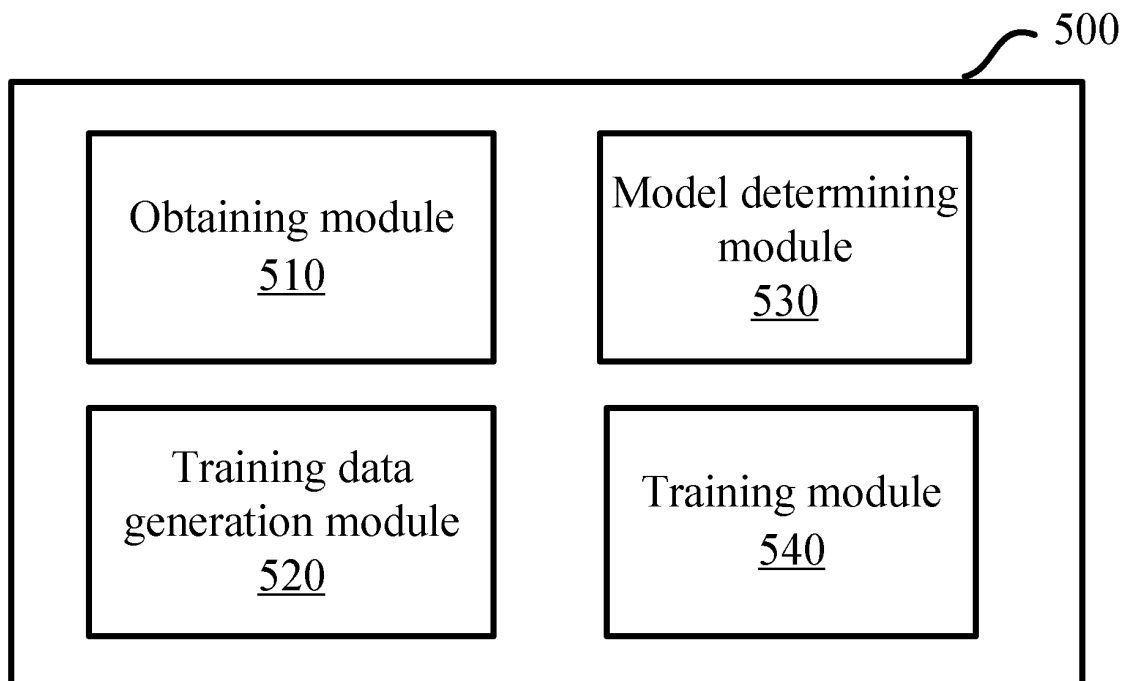 500
Obtaining module
510
Model determining
module
530
Training data
generation module
520
Training module
540